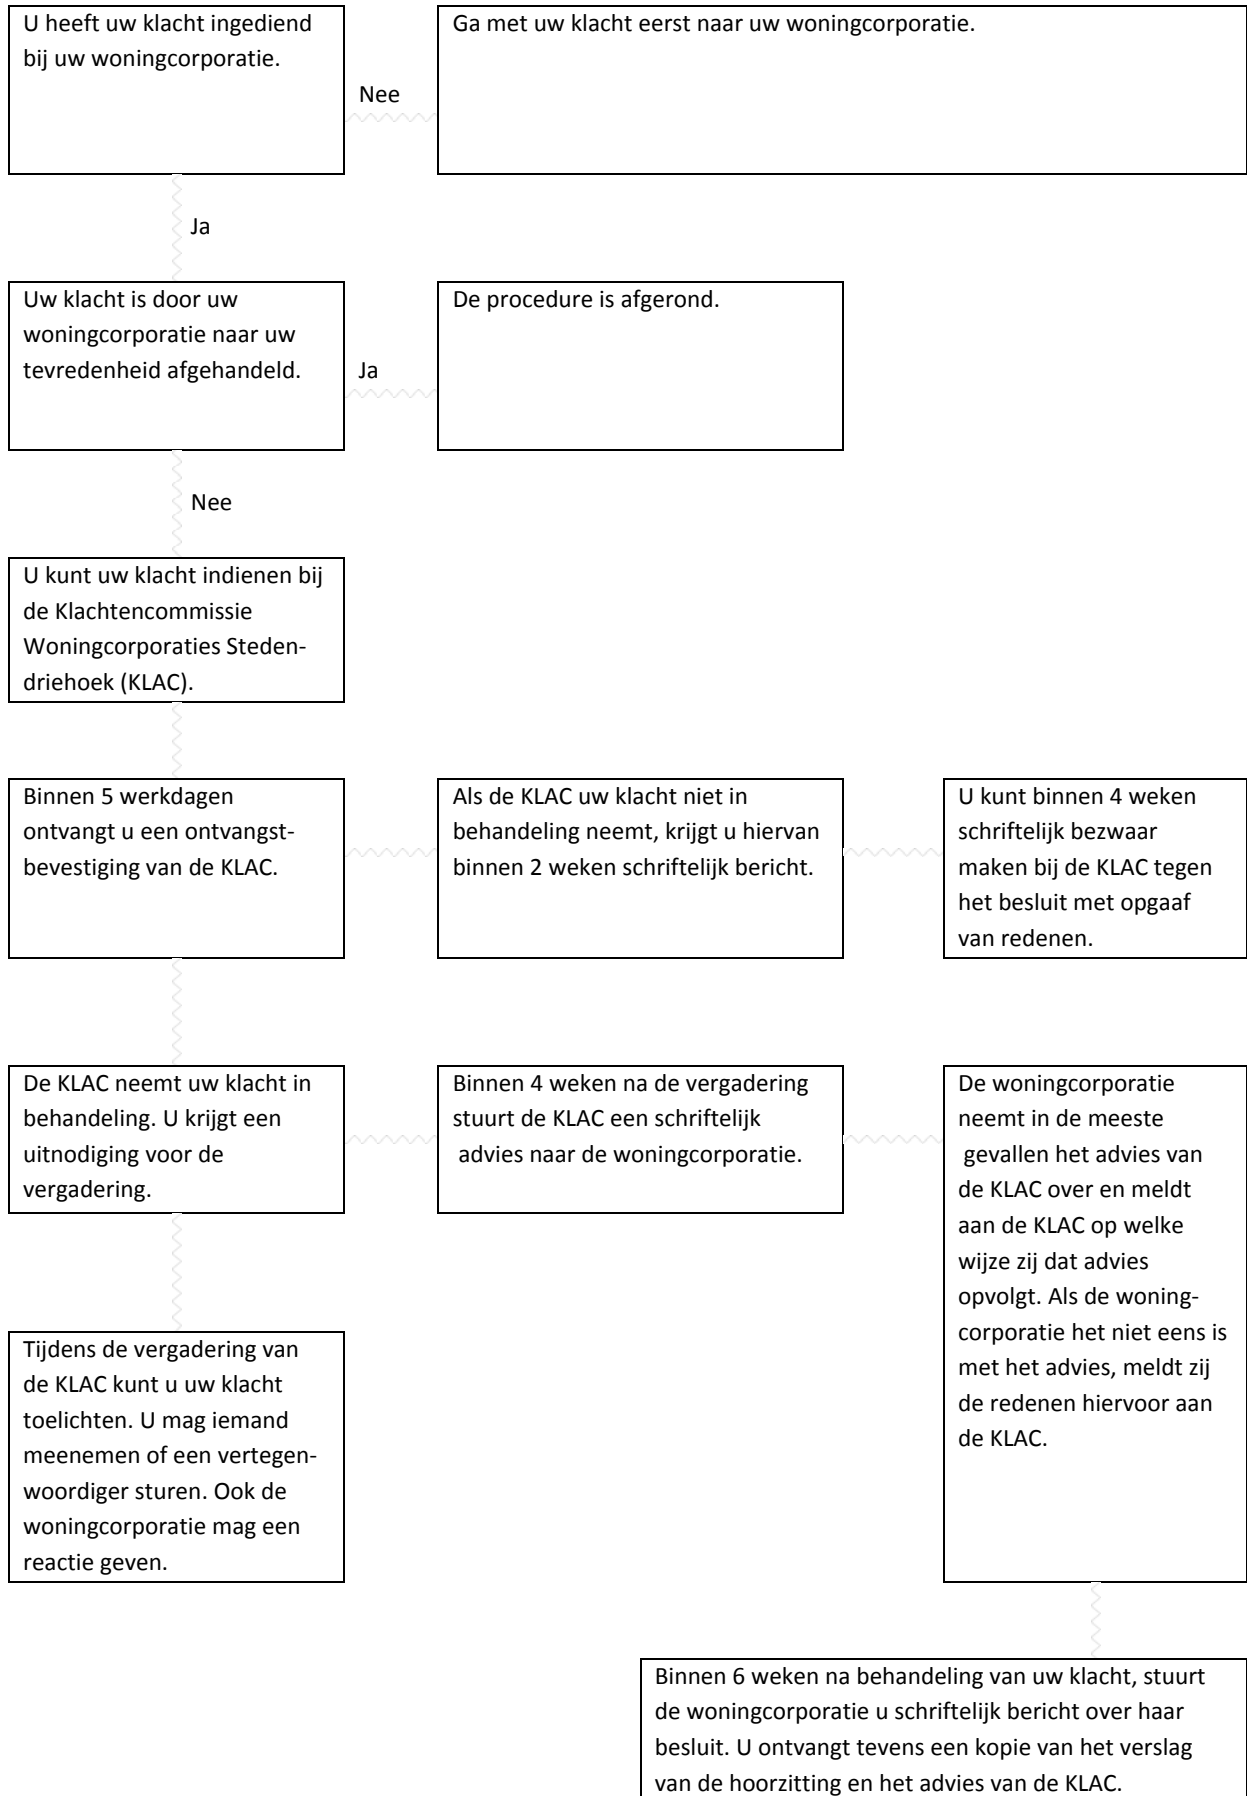 U heeft uw klacht ingediend
bij uw woningcorporatie.
Nee
Ga met uw klacht eerst naar uw woningcorporatie.
Ja
Uw klacht is door uw
woningcorporatie naar uw
tevredenheid afgehandeld.
Ja
De procedure is afgerond.
Nee
U kunt uw klacht indienen bij
de Klachtencommissie
Woningcorporaties Steden-
driehoek (KLAC).
Binnen 5 werkdagen
ontvangt u een ontvangst-
bevestiging van de KLAC.
Als de KLAC uw klacht niet in
behandeling neemt, krijgt u hiervan
binnen 2 weken schriftelijk bericht.
U kunt binnen 4 weken
schriftelijk bezwaar
maken bij de KLAC tegen
het besluit met opgaaf
van redenen.
De KLAC neemt uw klacht in
behandeling. U krijgt een
uitnodiging voor de
vergadering.
Binnen 4 weken na de vergadering
stuurt de KLAC een schriftelijk
advies naar de woningcorporatie.
De woningcorporatie
neemt in de meeste
gevallen het advies van
de KLAC over en meldt
aan de KLAC op welke
wijze zij dat advies
opvolgt. Als de woning-
corporatie het niet eens is
met het advies, meldt zij
de redenen hiervoor aan
de KLAC.
Tijdens de vergadering van
de KLAC kunt u uw klacht
toelichten. U mag iemand
meenemen of een vertegen-
woordiger sturen. Ook de
woningcorporatie mag een
reactie geven.
Binnen 6 weken na behandeling van uw klacht, stuurt
de woningcorporatie u schriftelijk bericht over haar
besluit. U ontvangt tevens een kopie van het verslag
van de hoorzitting en het advies van de KLAC.